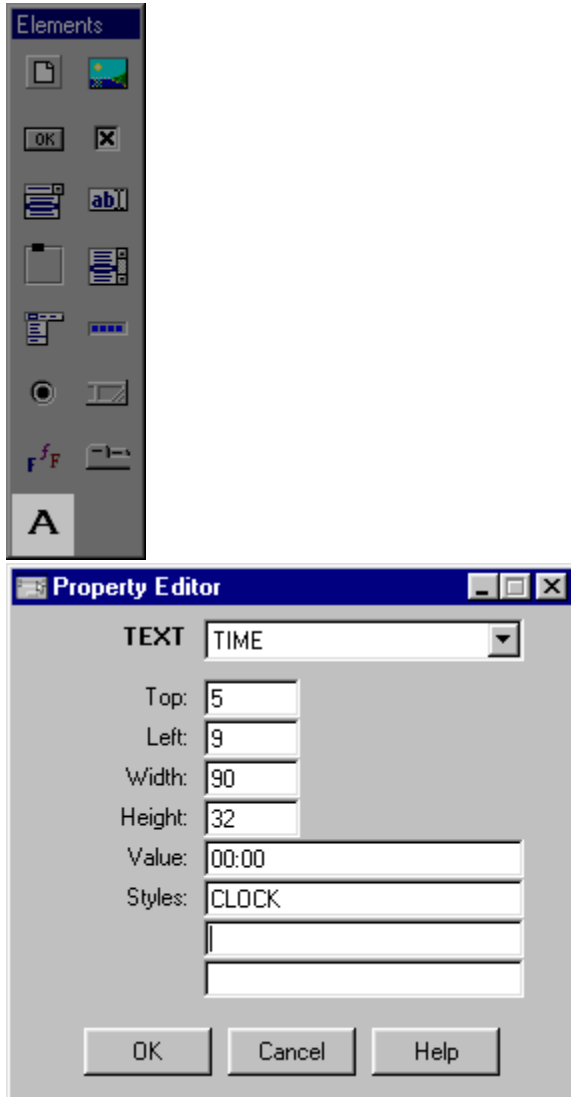 Elements
OK
ab
F f F
A
Property Editor
TEXT TIME
Top: 5
Left: 9
Width: 90
Height: 32
Value: 00:00
Styles: CLOCK
OK Cancel Help